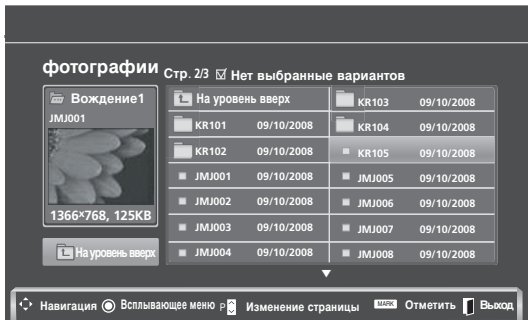 фотографии Стр. 2/3 ☑ Нет выбранные вариантов
Вождение1
JMJ001
1366×768, 125KB
На уровень вверх
На уровень вверх
KR103 09/10/2008
KR101 09/10/2008
KR104 09/10/2008
KR102 09/10/2008
KR105 09/10/2008
JMJ001 09/10/2008
JMJ005 09/10/2008
JMJ002 09/10/2008
JMJ006 09/10/2008
JMJ003 09/10/2008
JMJ007 09/10/2008
JMJ004 09/10/2008
JMJ008 09/10/2008
Навигация Всплывающее меню P Изменение страницы MARK Отметить Выход